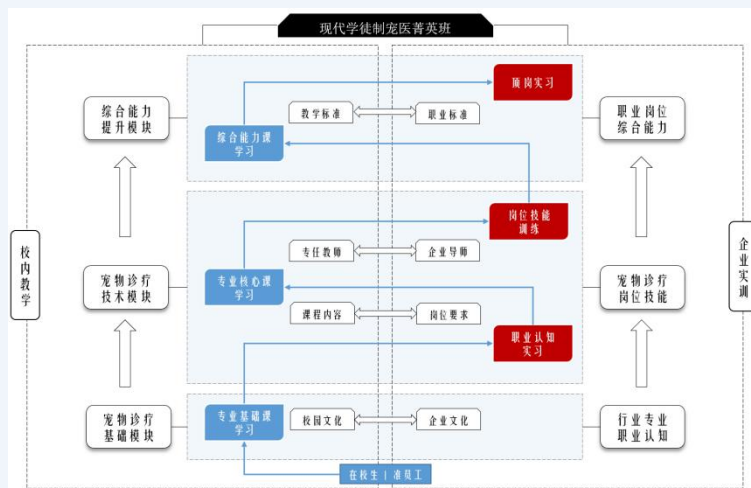 现代学徒制宠医菁英班
顶岗实习
综合能力
提升模块
教学标准
职业标准
职业岗位
综合能力
综合能力课
学习
岗位技能
训练
校内教学
专任教师
企业导师
企业实训
宠物诊疗
技术模块
专业核心课
学习
宠物诊疗
岗位技能
课程内容
岗位要求
职业认知
实习
宠物诊疗
基础模块
专业基础课
学习
校园文化
企业文化
行业专业
职业认知
在校生 | 准员工